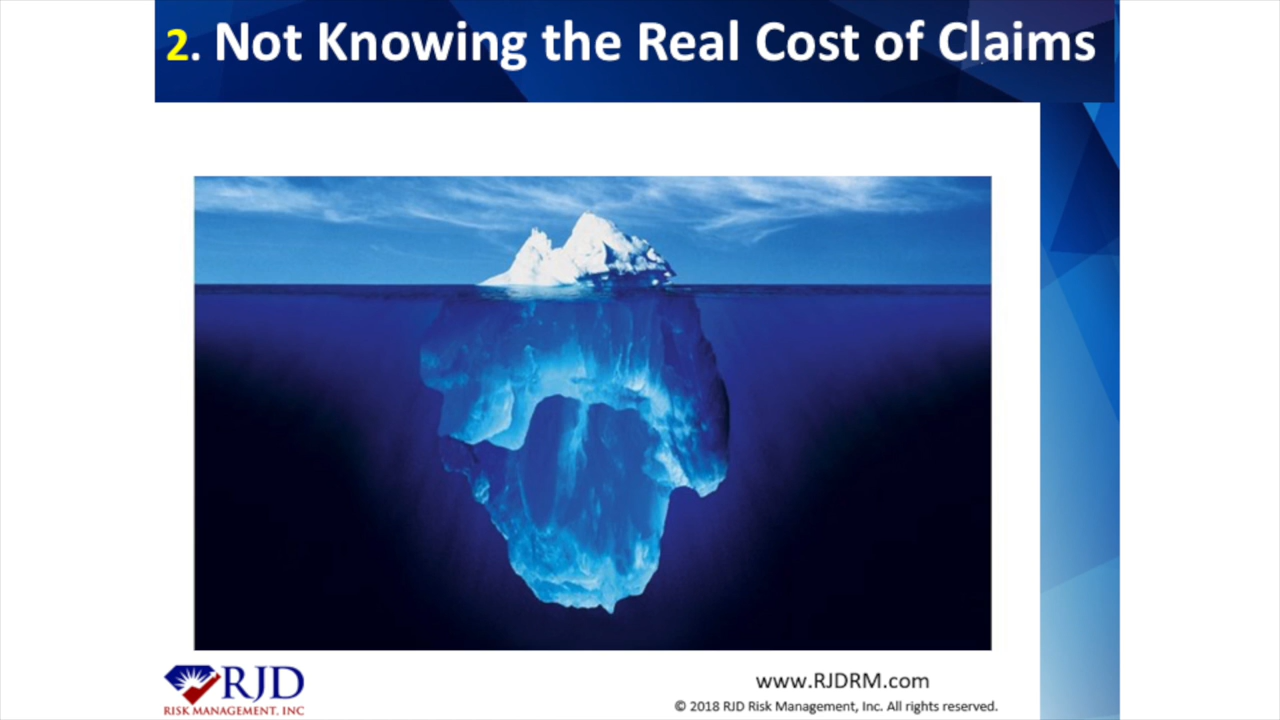 2. Not Knowing the Real Cost of Claims
RJD
RISK MANAGEMENT, INC
www.RJDRM.com
© 2018 RJD Risk Management, Inc. All rights reserved.